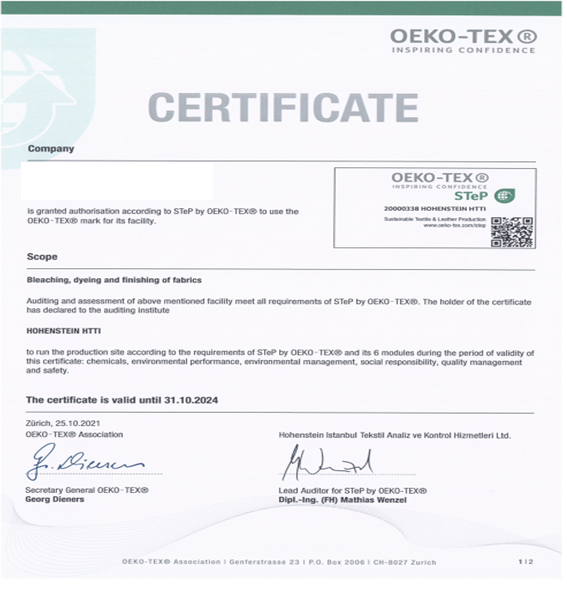 OEKO-TEX®
INSPIRING CONFIDENCE
CERTIFICATE
Company
OEKO-TEX®
INSPIRING CONFIDENCE
STeP
20000338 HOHENSTEIN HTTI
Sustainable Textile & Leather Production
www.oeko-tex.com/step
is granted authorisation according to STeP by OEKO-TEX® to use the
OEKO-TEX® mark for its facility.
Scope
Bleaching, dyeing and finishing of fabrics
Auditing and assessment of above mentioned facility meet all requirements of STeP by OEKO-TEX®. The holder of the certificate
has declared to the auditing institute
HOHENSTEIN HTTI
to run the production site according to the requirements of STeP by OEKO-TEX® and its 6 modules during the period of validity of
this certificate: chemicals, environmental performance, environmental management, social responsibility, quality management
and safety.
The certificate is valid until 31.10.2024
Zürich, 25.10.2021
OEKO-TEX® Association
Hohenstein Istanbul Tekstil Analiz ve Kontrol Hizmetleri Ltd.
G. Dieners
Secretary General OEKO-TEX®
Georg Dieners
Lead Auditor for STeP by OEKO-TEX®
Dipl.-Ing. (FH) Mathias Wenzel
OEKO-TEX® Association | Genferstrasse 23 | P.O. Box 2006 | CH-8027 Zurich
1|2